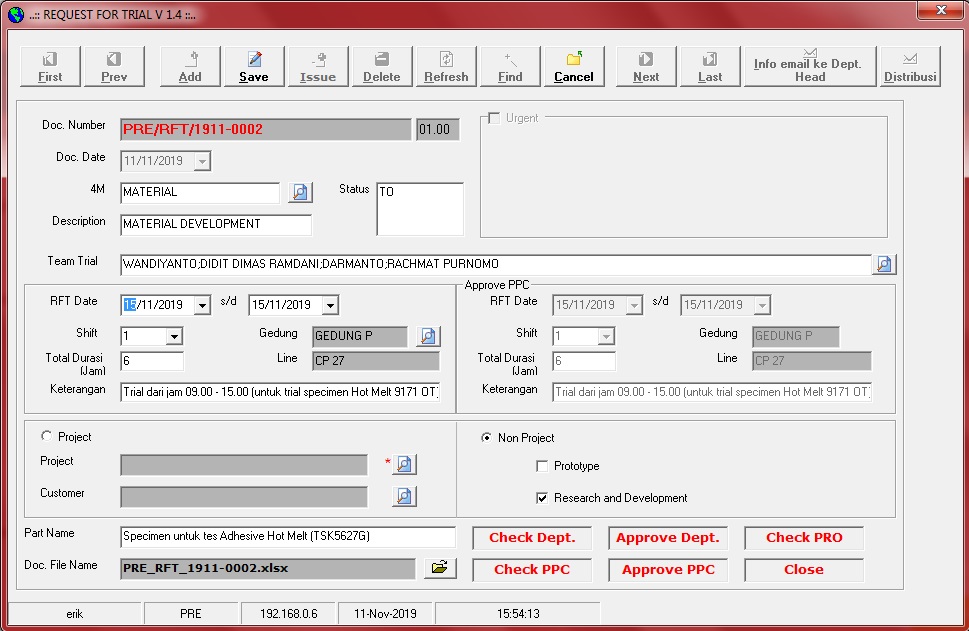 ..:: REQUEST FOR TRIAL V 1.4 ::..
First Prev Add Save Issue Delete Refresh Find Cancel Next Last Info email ke Dept. Head Distribusi
Doc. Number PRE/RFT/1911-0002 01.00 Urgent
Doc. Date 11/11/2019
4M MATERIAL Status TO
Description MATERIAL DEVELOPMENT
Team Trial WANDIYANTO;DIDIT DIMAS RAMDANI;DARMANTO;RACHMAT PURNOMO
Approve PPC
RFT Date 15/11/2019 s/d 15/11/2019 RFT Date 15/11/2019 s/d 15/11/2019
Shift 1 Gedung GEDUNG P Shift 1 Gedung GEDUNG P
Total Durasi (Jam) 6 Line CP 27 Total Durasi (Jam) 6 Line CP 27
Keterangan Trial dari jam 09.00 - 15.00 (untuk trial specimen Hot Melt 9171 OT Keterangan Trial dari jam 09.00 - 15.00 (untuk trial specimen Hot Melt 9171 OT
Project Non Project
Project * Prototype
Customer Research and Development
Part Name Specimen untuk tes Adhesive Hot Melt (TSK5627G) Check Dept. Approve Dept. Check PRO
Doc. File Name PRE_RFT_1911-0002.xlsx Check PPC Approve PPC Close
erik PRE 192.168.0.6 11-Nov-2019 15:54:13